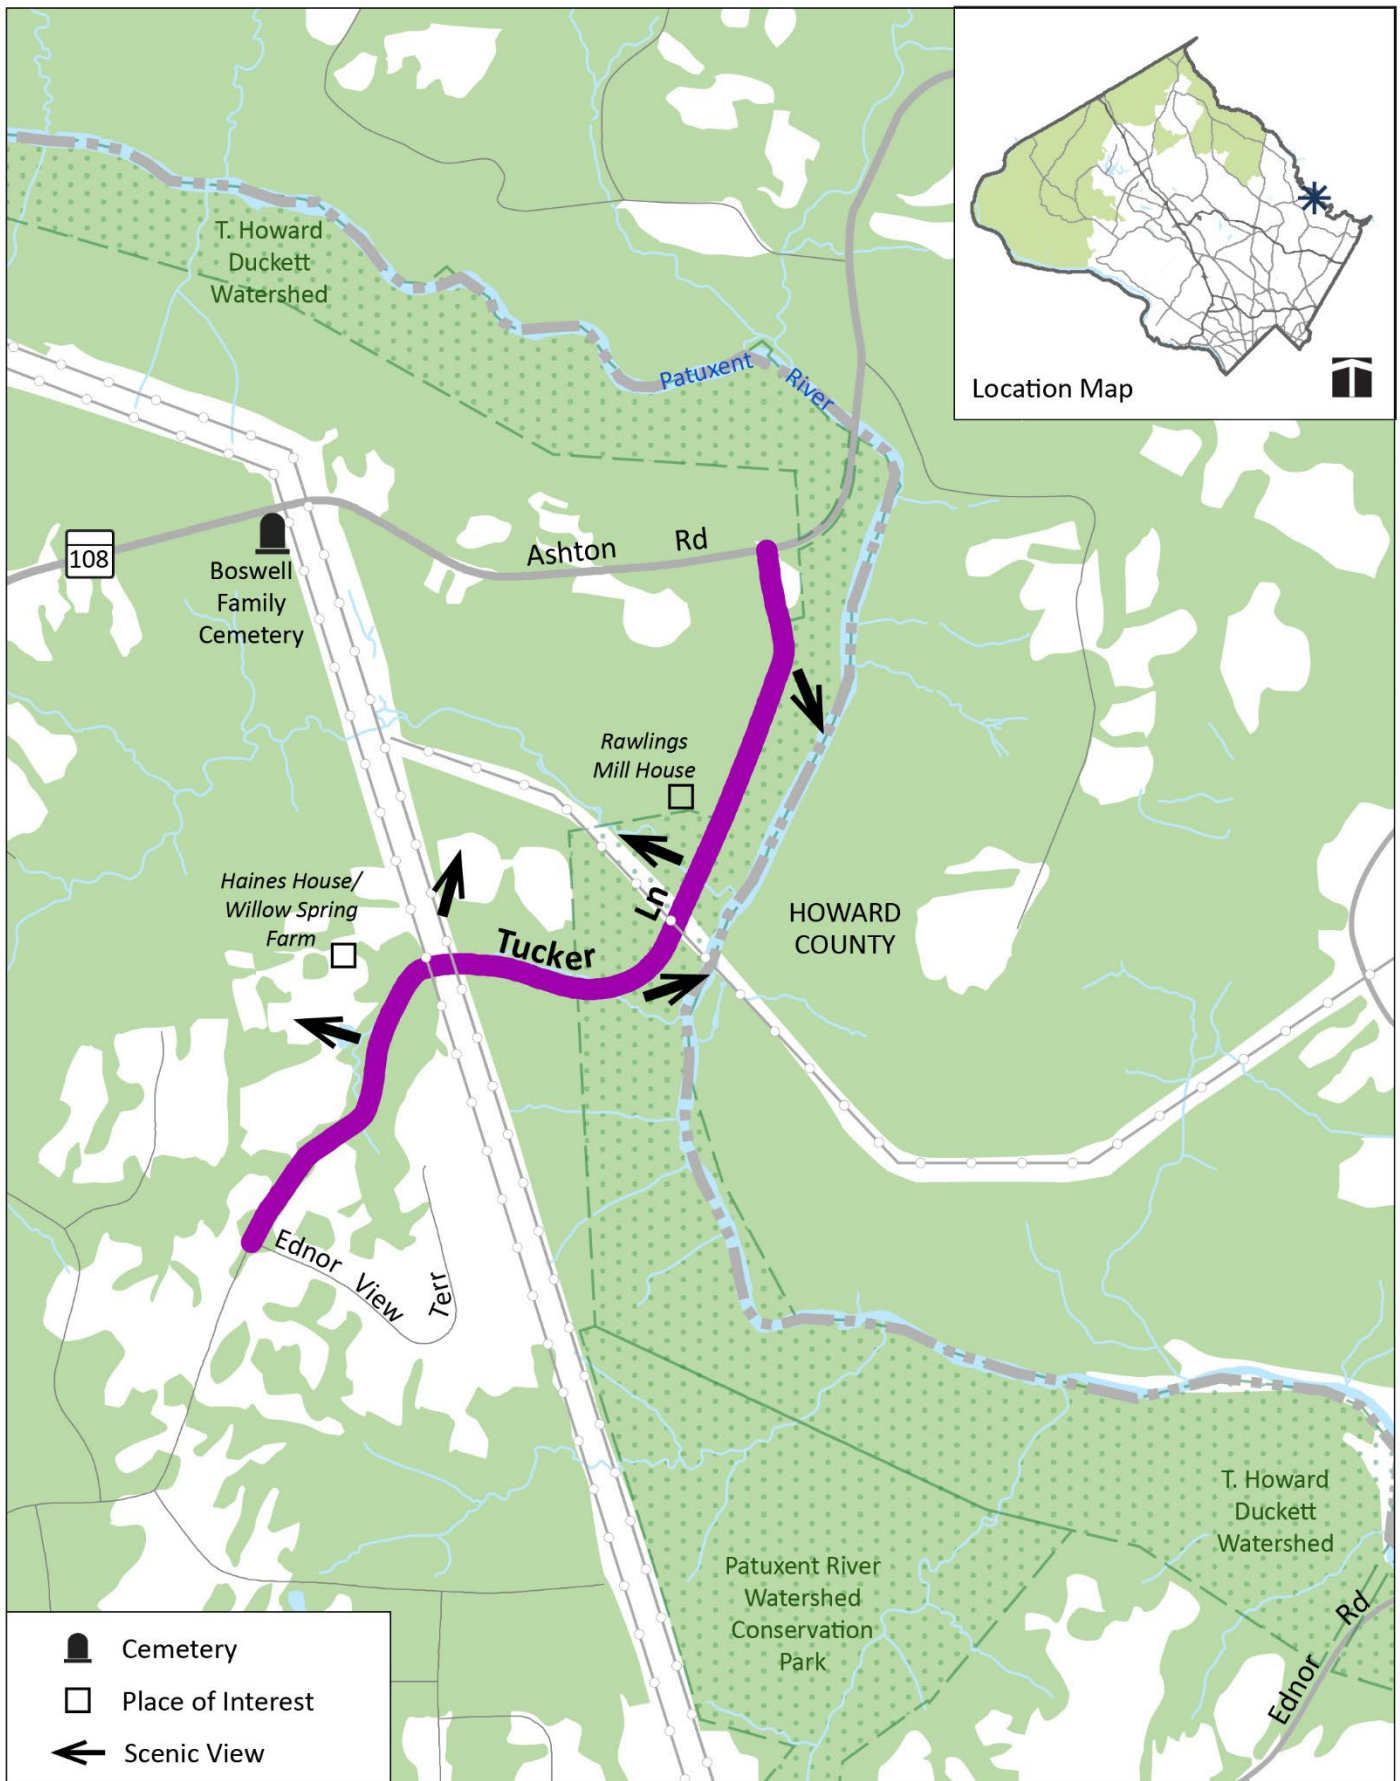 Location Map
T. Howard
Duckett
Watershed
Patuxent River
108
Ashton Rd
Boswell
Family
Cemetery
Rawlings
Mill House
Haines House/
Willow Spring
Farm
Tucker Ln
HOWARD
COUNTY
Ednor View Terr
T. Howard
Duckett
Watershed
Patuxent River
Watershed
Conservation
Park
Ednor Rd
Cemetery
Place of Interest
Scenic View